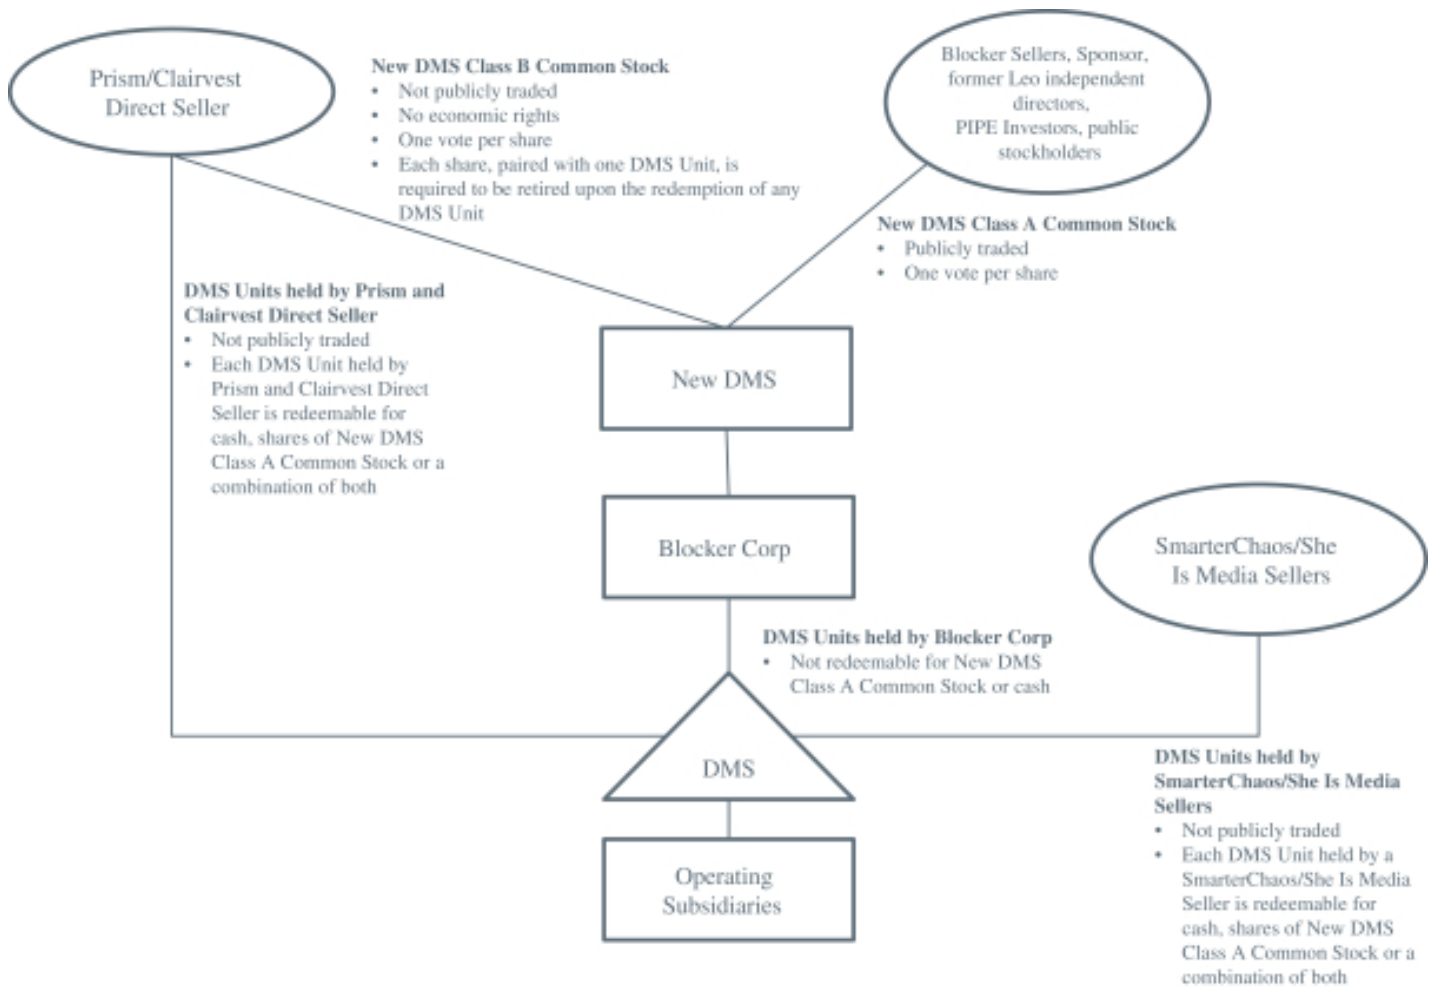 Prism/Clairvest
Direct Seller
New DMS Class B Common Stock
• Not publicly traded
• No economic rights
• One vote per share
• Each share, paired with one DMS Unit, is
required to be retired upon the redemption of any
DMS Unit
Blocker Sellers, Sponsor,
former Leo independent
directors,
PIPE Investors, public
stockholders
New DMS Class A Common Stock
• Publicly traded
• One vote per share
DMS Units held by Prism and
Clairvest Direct Seller
• Not publicly traded
• Each DMS Unit held by
Prism and Clairvest Direct
Seller is redeemable for
cash, shares of New DMS
Class A Common Stock or a
combination of both
New DMS
Blocker Corp
SmarterChaos/She
Is Media Sellers
DMS Units held by Blocker Corp
• Not redeemable for New DMS
Class A Common Stock or cash
DMS
DMS Units held by
SmarterChaos/She Is Media
Sellers
• Not publicly traded
• Each DMS Unit held by a
SmarterChaos/She Is Media
Seller is redeemable for
cash, shares of New DMS
Class A Common Stock or a
combination of both
Operating
Subsidiaries